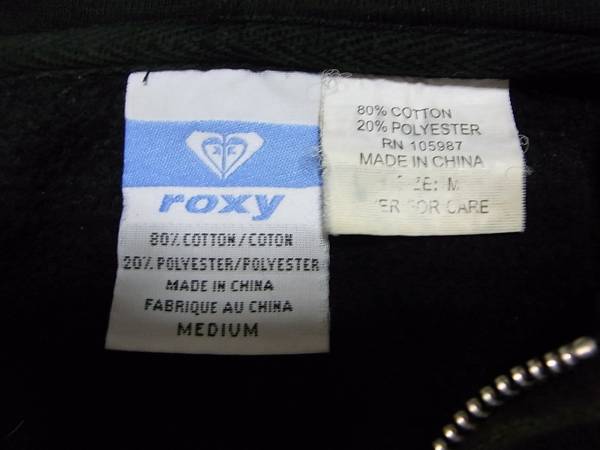 roxy
80% COTTON/COTON
20% POLYESTER/POLYESTER
MADE IN CHINA
FABRIQUE AU CHINA
MEDIUM
80% COTTON
20% POLYESTER
RN 105987
MADE IN CHINA
M
FOR CARE